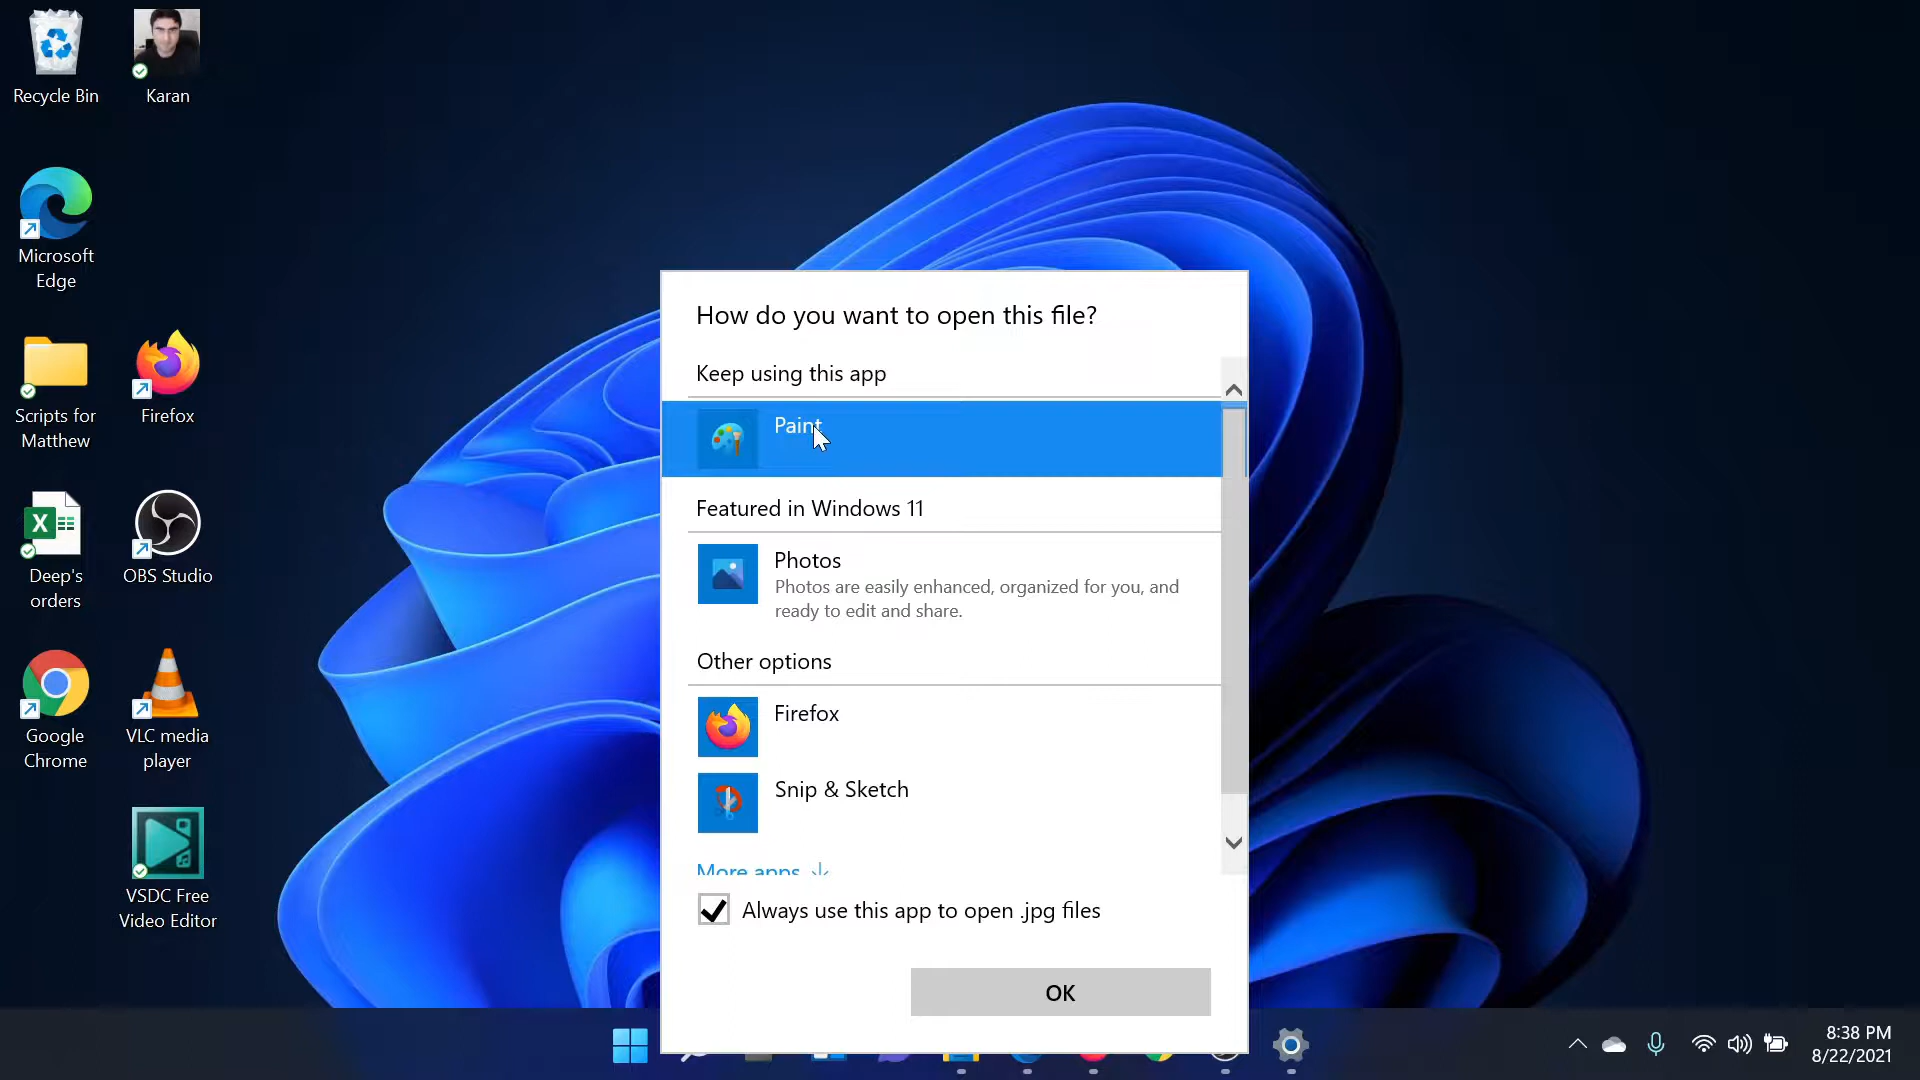 Recycle Bin
Karan
Microsoft
Edge
Scripts for
Matthew
Firefox
Deep's
orders
OBS Studio
Google
Chrome
VLC media
player
VSDC Free
Video Editor
How do you want to open this file?
Keep using this app
Paint
Featured in Windows 11
Photos
Photos are easily enhanced, organized for you, and
ready to edit and share.
Other options
Firefox
Snip & Sketch
More apps
Always use this app to open .jpg files
OK
8:38 PM
8/22/2021